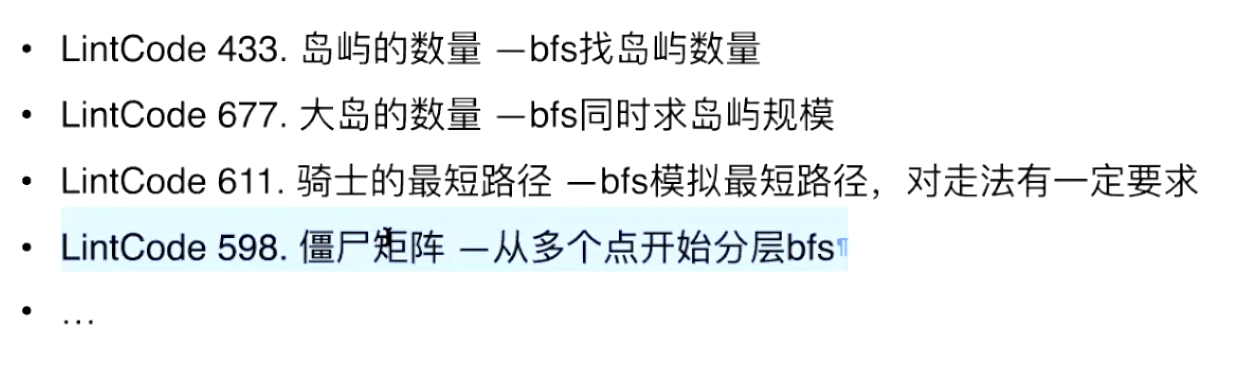 • LintCode 433. 岛屿的数量 —bfs找岛屿数量
• LintCode 677. 大岛的数量 —bfs同时求岛屿规模
• LintCode 611. 骑士的最短路径 —bfs模拟最短路径，对走法有一定要求
• LintCode 598. 僵尸矩阵 —从多个点开始分层bfs¶
• …